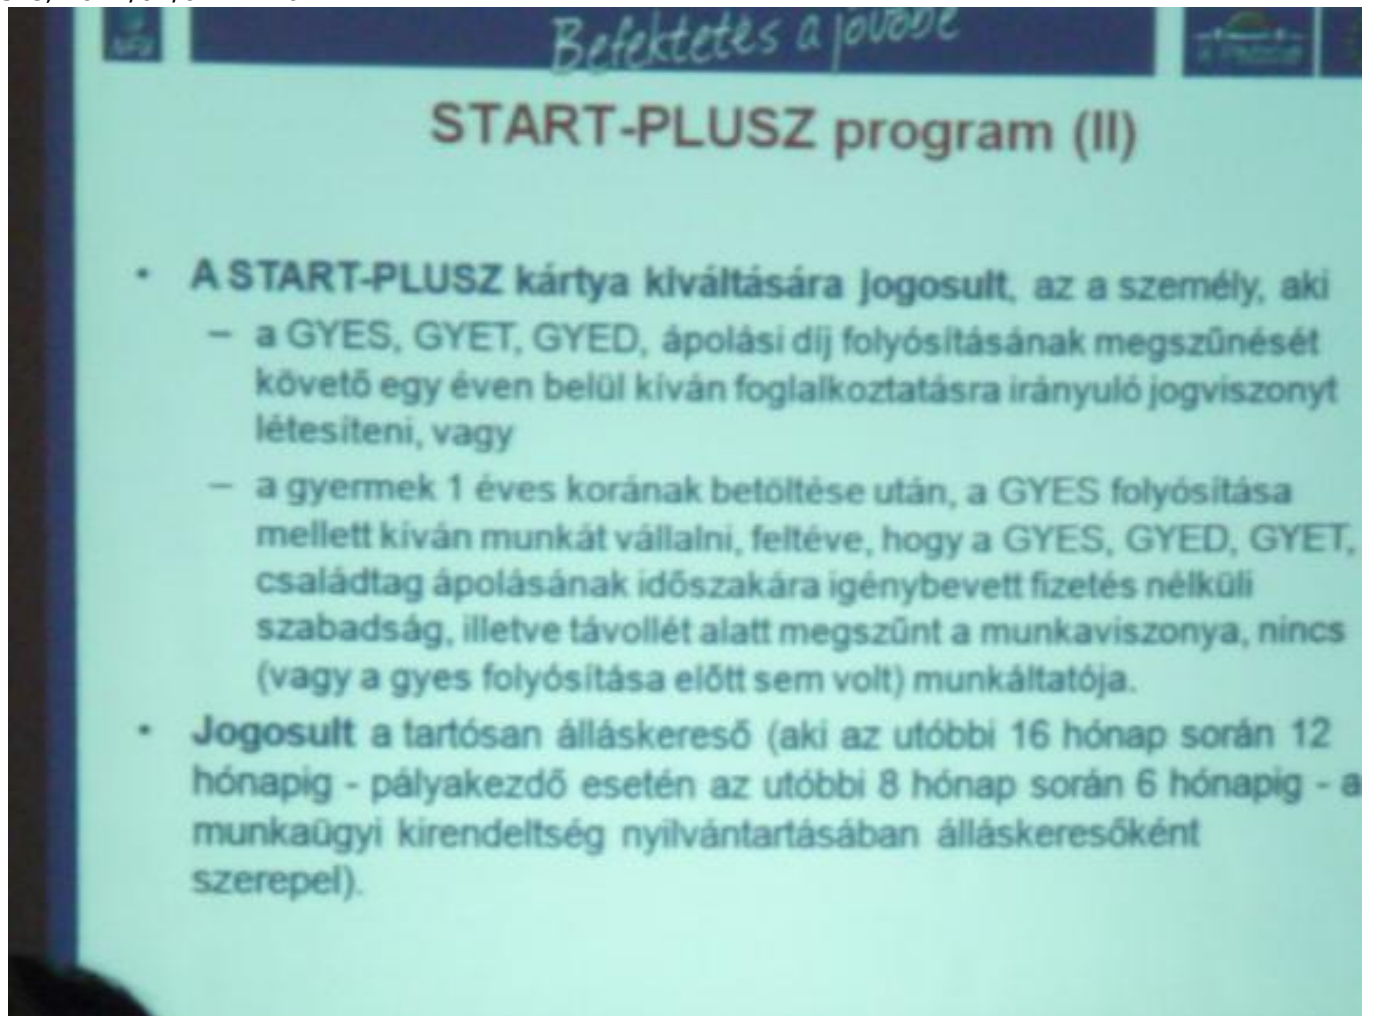 Befektetés a jövőbe
START-PLUSZ program (II)
• A START-PLUSZ kártya kiváltására jogosult, az a személy, aki
– a GYES, GYET, GYED, ápolási díj folyósításának megszűnését
követő egy éven belül kíván foglalkoztatásra irányuló jogviszonyt
létesíteni, vagy
– a gyermek 1 éves korának betöltése után, a GYES folyósítása
mellett kíván munkát vállalni, feltéve, hogy a GYES, GYED, GYET,
családtag ápolásának időszakára igénybevett fizetés nélküli
szabadság, illetve távollét alatt megszűnt a munkaviszonya, nincs
(vagy a gyes folyósítása előtt sem volt) munkáltatója.
• Jogosult a tartósan álláskereső (aki az utóbbi 16 hónap során 12
hónapig - pályakezdő esetén az utóbbi 8 hónap során 6 hónapig - a
munkaügyi kirendeltség nyilvántartásában álláskeresőként
szerepel).